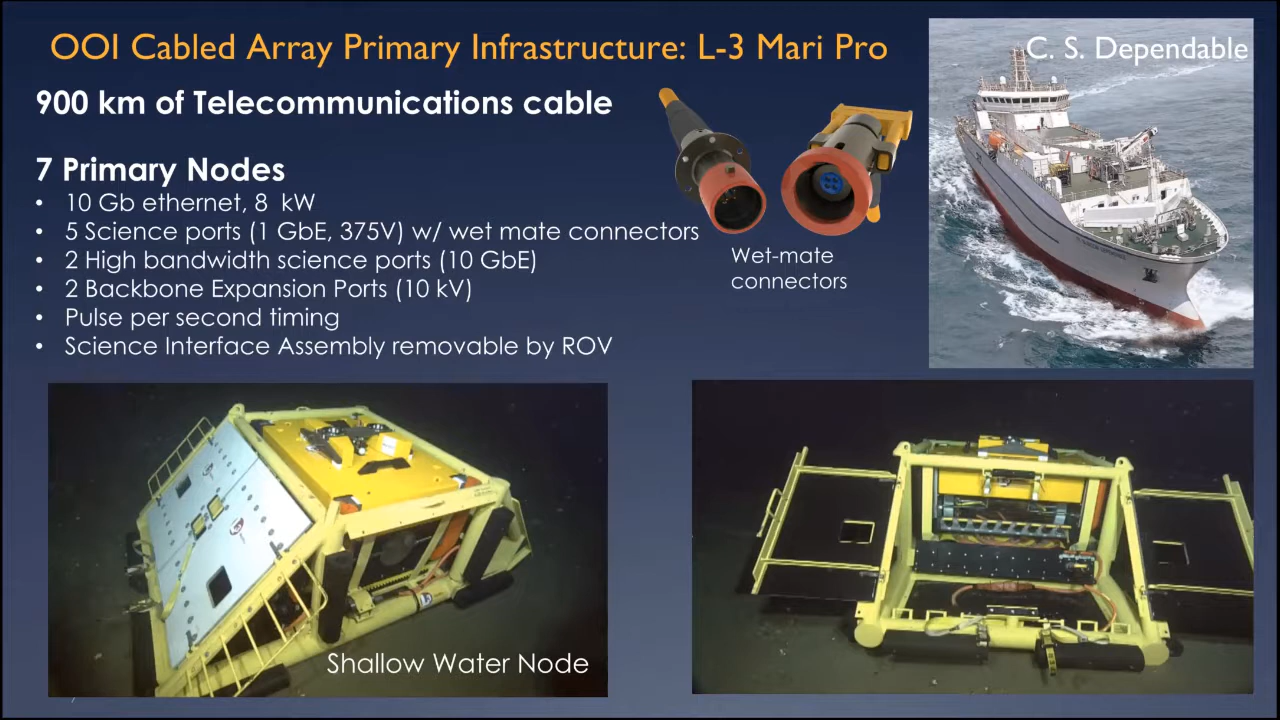 OOI Cabled Array Primary Infrastructure: L-3 Mari Pro
C. S. Dependable
900 km of Telecommunications cable
7 Primary Nodes
• 10 Gb ethernet, 8 kW
• 5 Science ports (1 GbE, 375V) w/ wet mate connectors
• 2 High bandwidth science ports (10 GbE)
• 2 Backbone Expansion Ports (10 kV)
• Pulse per second timing
• Science Interface Assembly removable by ROV
Wet-mate
connectors
Shallow Water Node